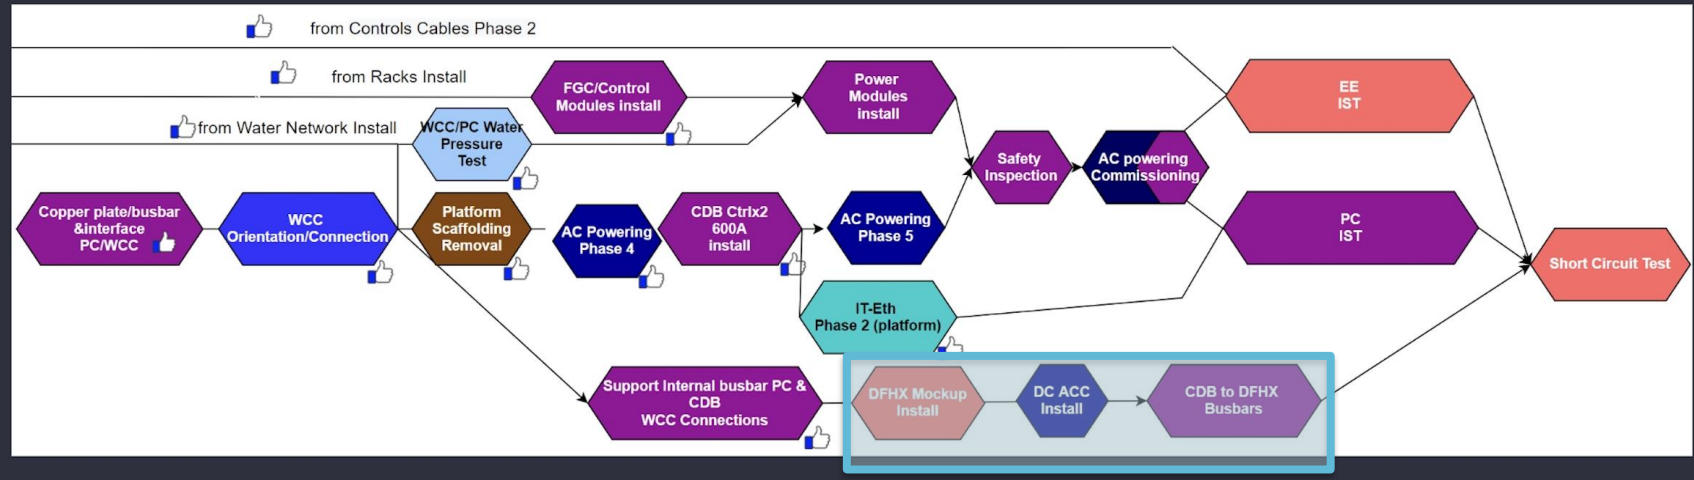 from Controls Cables Phase 2
from Racks Install
from Water Network Install
FGC/Control
Modules install
Power
Modules
install
EE
IST
WCC/PC Water
Pressure
Test
Safety
Inspection
AC powering
Commissioning
Copper plate/busbar
&interface
PC/WCC
WCC
Orientation/Connection
Platform
Scaffolding
Removal
AC Powering
Phase 4
CDB Ctrlx2
600A
install
AC Powering
Phase 5
PC
IST
Short Circuit Test
IT-Eth
Phase 2 (platform)
Support Internal busbar PC &
CDB
WCC Connections
DFHX Mockup
Install
DC ACC
Install
CDB to DFHX
Busbars